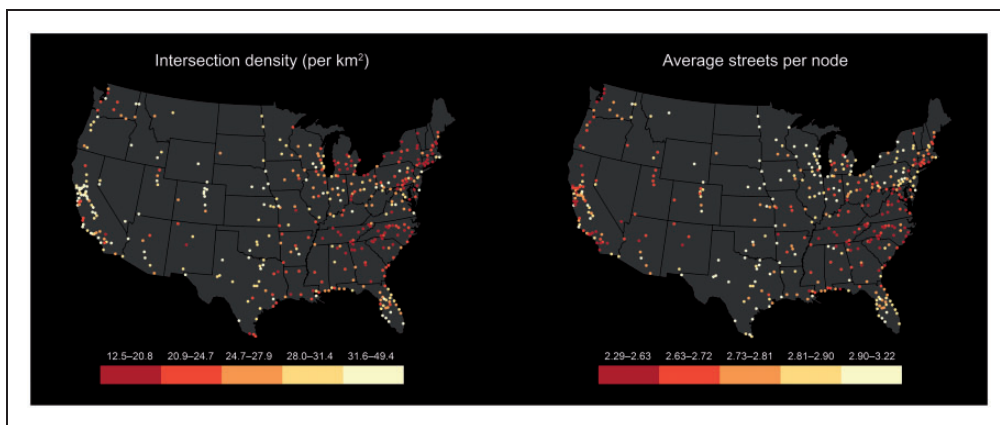 Intersection density (per km²)
Average streets per node
12.5–20.8 20.9–24.7 24.7–27.9 28.0–31.4 31.6–49.4
2.29–2.63 2.63–2.72 2.73–2.81 2.81–2.90 2.90–3.22